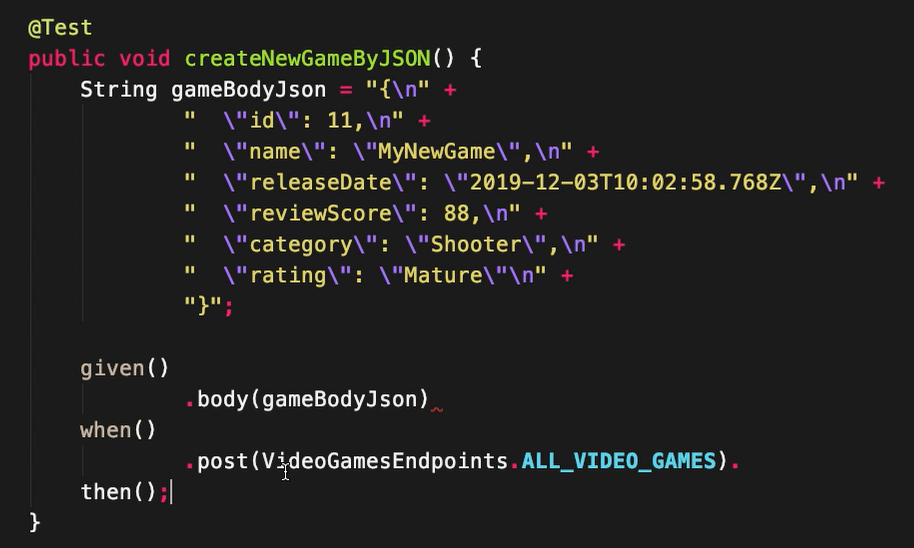 @Test
public void createNewGameByJSON() {
    String gameBodyJson = "{\n" +
            "  \"id\": 11,\n" +
            "  \"name\": \"MyNewGame\",\n" +
            "  \"releaseDate\": \"2019-12-03T10:02:58.768Z\",\n" +
            "  \"reviewScore\": 88,\n" +
            "  \"category\": \"Shooter\",\n" +
            "  \"rating\": \"Mature\"\n" +
            "}";
    given()
            .body(gameBodyJson)
    when()
            .post(VideoGamesEndpoints.ALL_VIDEO_GAMES).
    then();
}